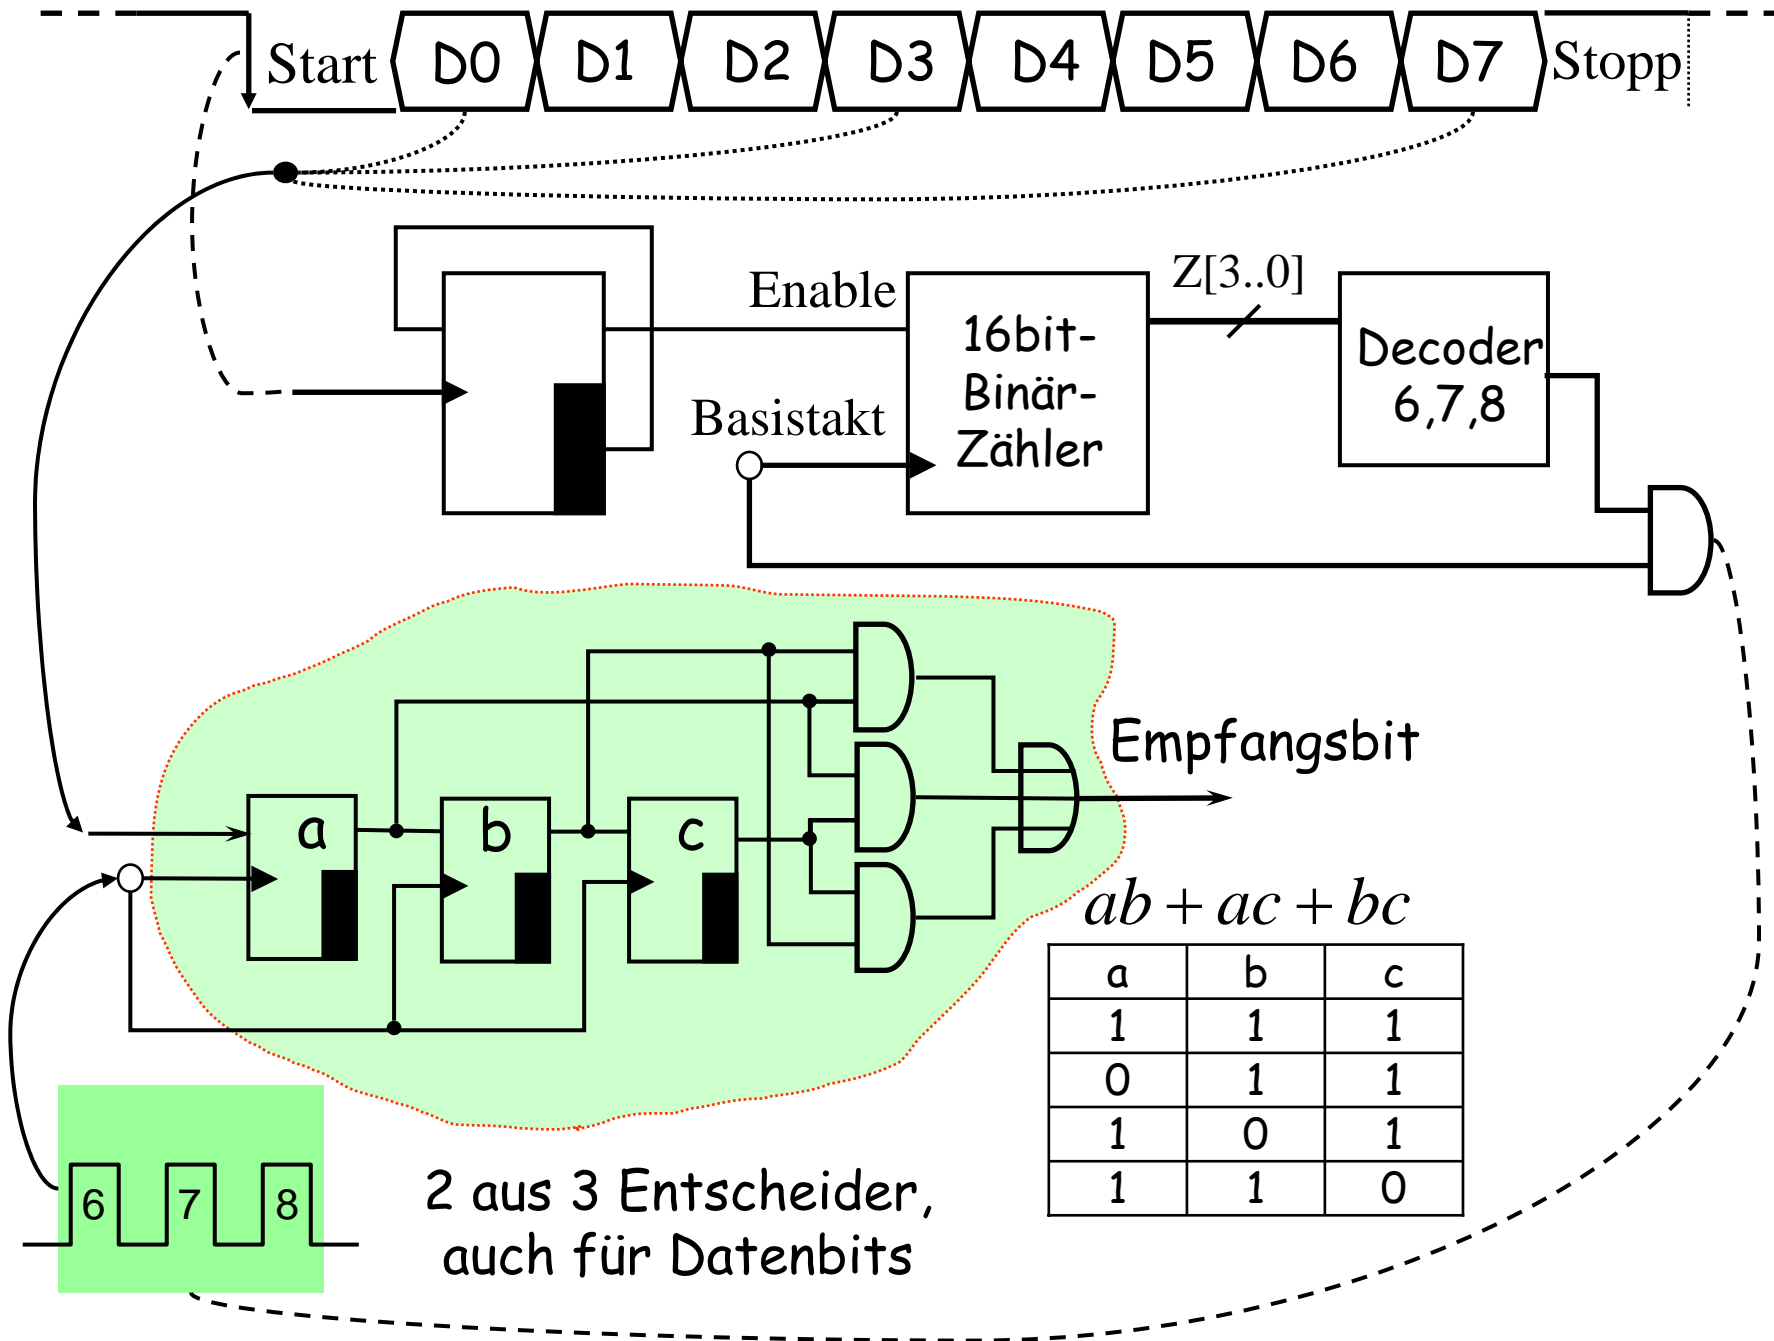 Start D0 D1 D2 D3 D4 D5 D6 D7 Stopp
Enable
Z[3..0]
16bit-
Binär-
Zähler
Decoder
6,7,8
Basistakt
a b c
Empfangsbit
ab + ac + bc
a b c
1 1 1
0 1 1
1 0 1
1 1 0
6 7 8
2 aus 3 Entscheider,
auch für Datenbits